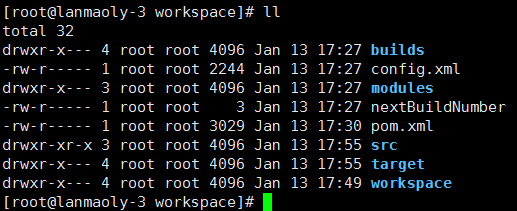 [root@lanmaoly-3 workspace]# ll
total 32
drwxr-x--- 4 root root 4096 Jan 13 17:27 builds
-rw-r----- 1 root root 2244 Jan 13 17:27 config.xml
drwxr-x--- 3 root root 4096 Jan 13 17:27 modules
-rw-r----- 1 root root    3 Jan 13 17:27 nextBuildNumber
-rw-r----- 1 root root 3029 Jan 13 17:30 pom.xml
drwxr-xr-x 3 root root 4096 Jan 13 17:55 src
drwxr-x--- 4 root root 4096 Jan 13 17:55 target
drwxr-x--- 4 root root 4096 Jan 13 17:49 workspace
[root@lanmaoly-3 workspace]#